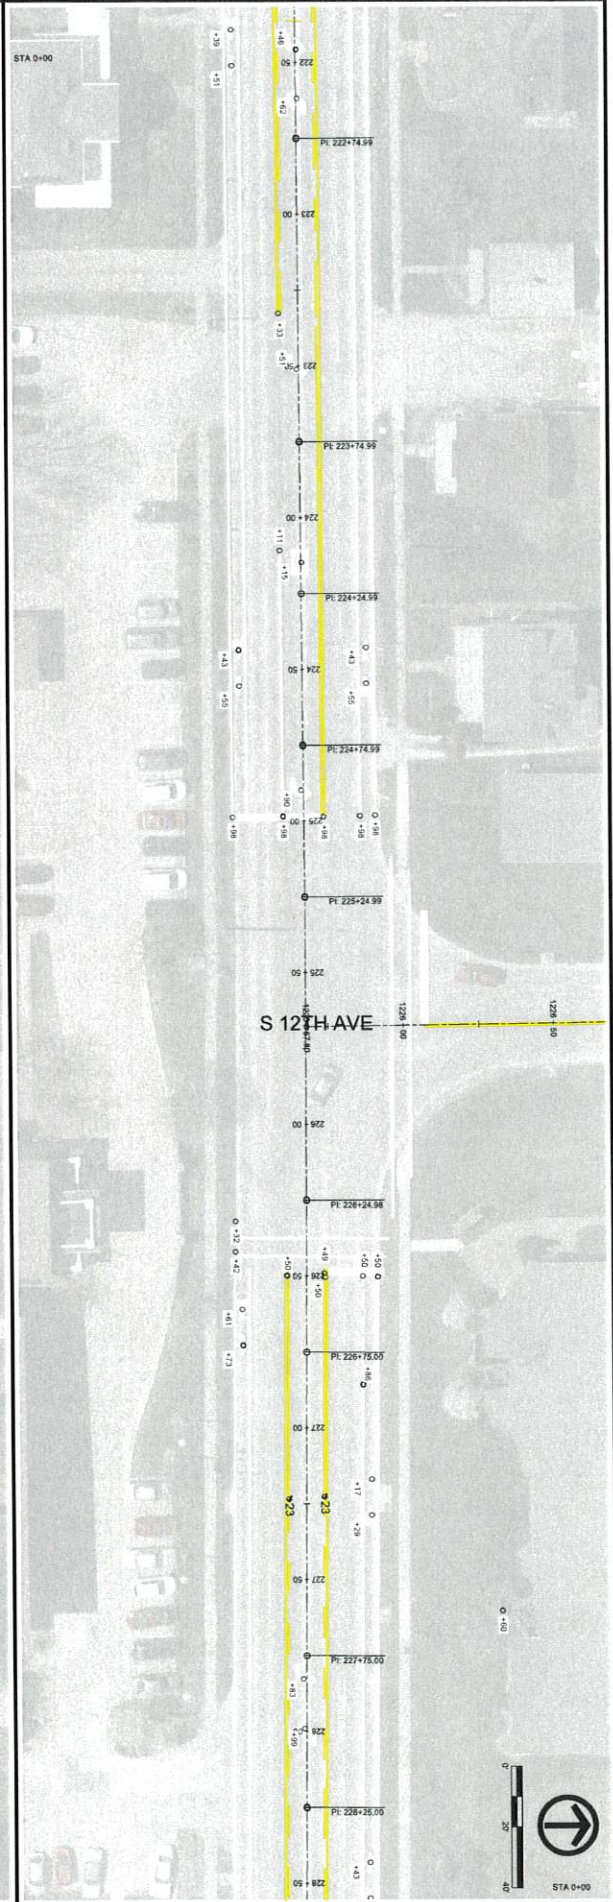 STA 0+00
+39
+51
+46
222 + 50
+62
PI: 222+74.99
223 + 00
+33
+51
223 50
PI: 223+74.99
224 + 00
+11
+15
PI: 224+24.99
+43
+43
+55
+55
224 + 50
PI: 224+74.99
+90
+98
+98
+98
+98
+98
225 + 00
PI: 225+24.99
225 + 50
S 12TH AVE
1226 + 00
1226 + 50
226 + 00
PI: 226+24.98
+32
+42
+50
+49
+50
+50
+50
226 50
+61
+73
PI: 226+75.00
+86
227 + 00
+17
+23
+23
+29
227 + 50
+60
PI: 227+75.00
+83
228
+99
PI: 228+25.00
+43
228 + 50
0'
20'
40'
STA 0+00